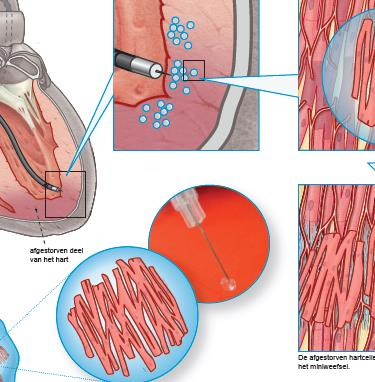 afgestorven deel
van het hart
De afgestorven hartcelle
het miniweefsel.